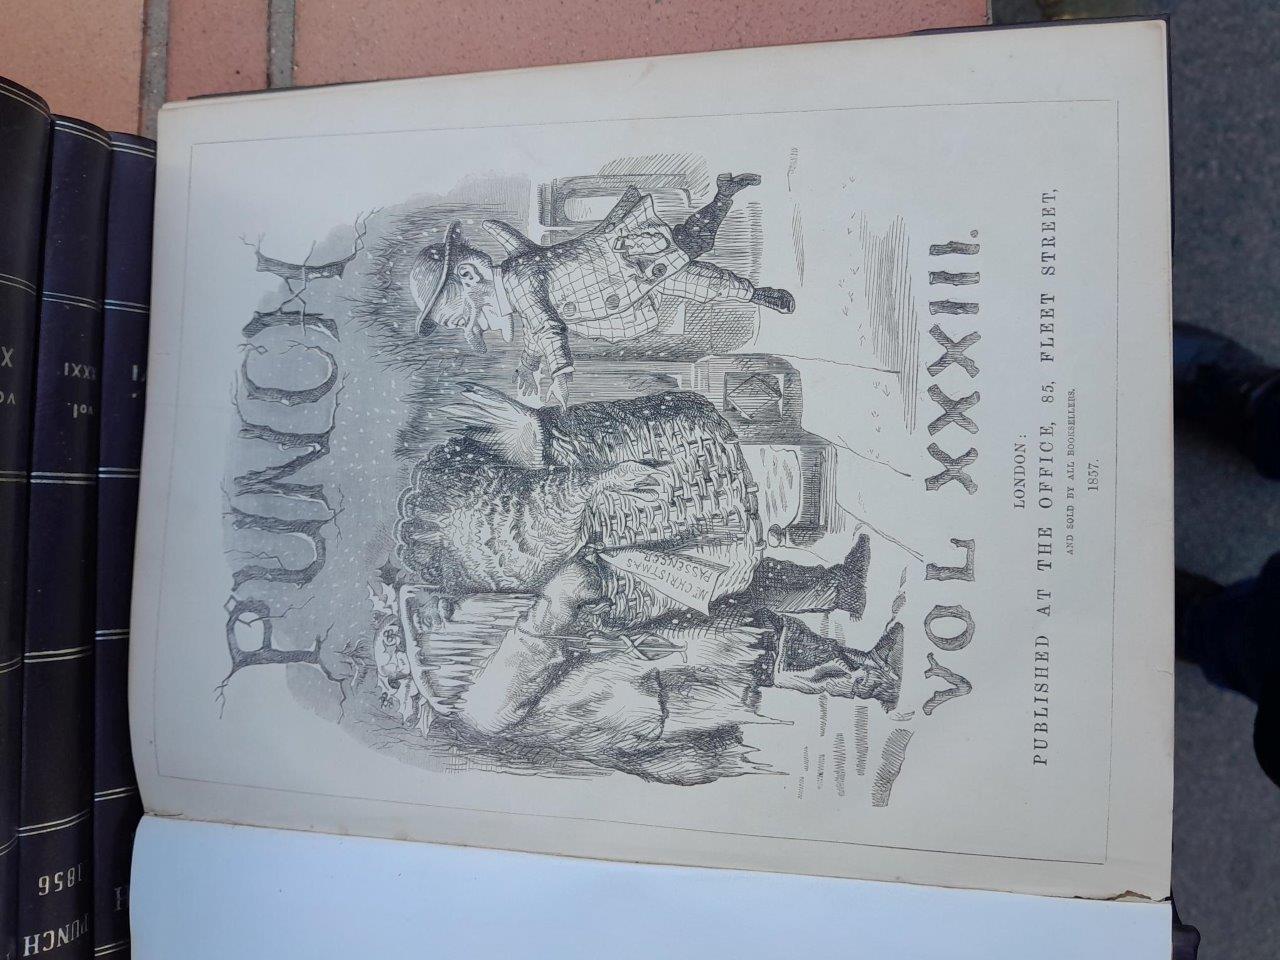 PUNCH
MR CHRISTMAS
PASSENGER
VOL XXXIII.
LONDON:
PUBLISHED AT THE OFFICE, 85, FLEET STREET,
AND SOLD BY ALL BOOKSELLERS.
1857.
PUNCH
1856
vol.
XXXI